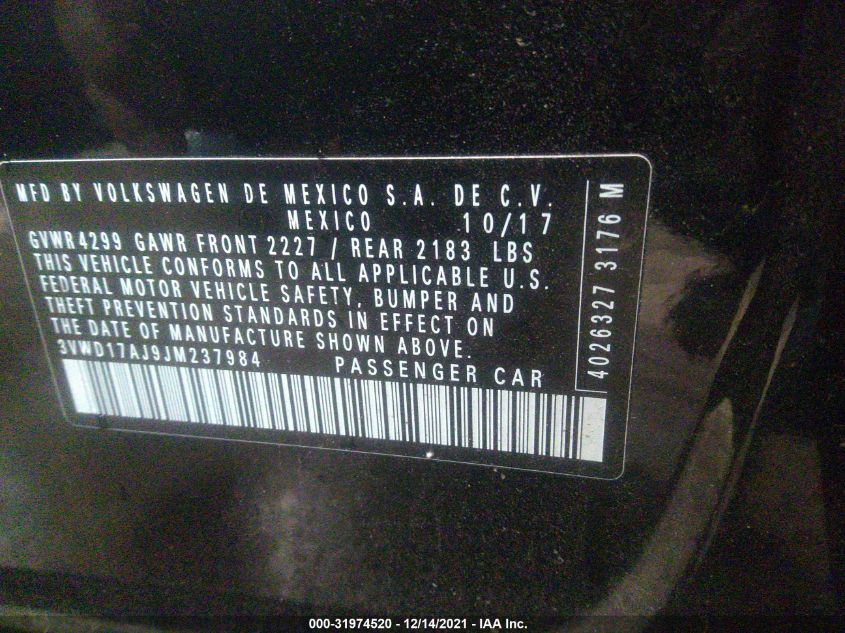 MFD BY VOLKSWAGEN DE MEXICO S.A. DE C.V.
MEXICO 10/17
GVWR4299 GAWR FRONT 2227 / REAR 2183 LBS
THIS VEHICLE CONFORMS TO ALL APPLICABLE U.S.
FEDERAL MOTOR VEHICLE SAFETY, BUMPER AND
THEFT PREVENTION STANDARDS IN EFFECT ON
THE DATE OF MANUFACTURE SHOWN ABOVE.
3VWD17AJ9JM237984 PASSENGER CAR
4026327 3176 M
000-31974520 - 12/14/2021 - IAA Inc.